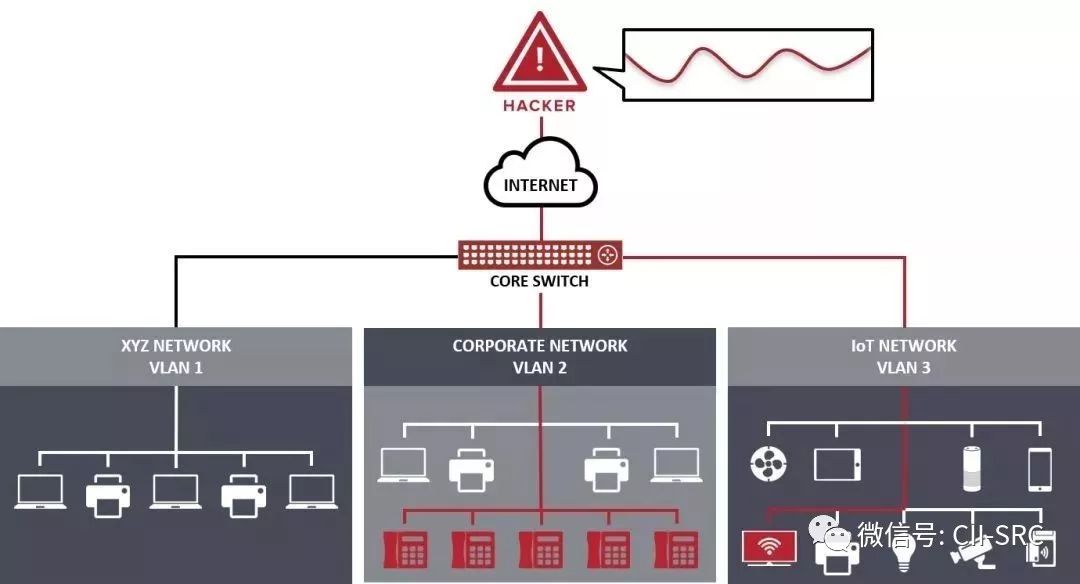 HACKER
INTERNET
CORE SWITCH
XYZ NETWORK
VLAN 1
CORPORATE NETWORK
VLAN 2
IoT NETWORK
VLAN 3
微信号: CII-SRC